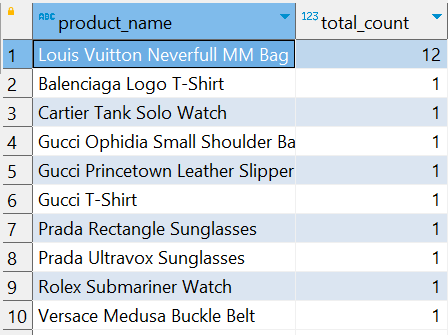 ABC product_name 123 total_count
1 Louis Vuitton Neverfull MM Bag 12
2 Balenciaga Logo T-Shirt 1
3 Cartier Tank Solo Watch 1
4 Gucci Ophidia Small Shoulder Ba 1
5 Gucci Princetown Leather Slipper 1
6 Gucci T-Shirt 1
7 Prada Rectangle Sunglasses 1
8 Prada Ultravox Sunglasses 1
9 Rolex Submariner Watch 1
10 Versace Medusa Buckle Belt 1